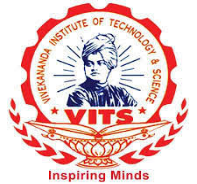 VIVEKANANDA INSTITUTE OF TECHNOLOGY & SCIENCE
VITS
Inspiring Minds